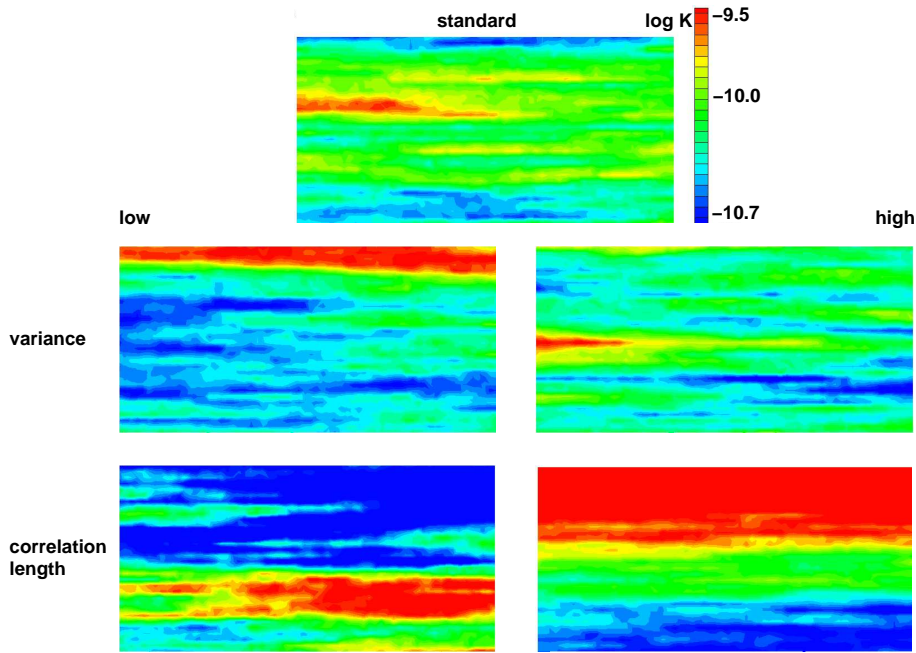 standard
log K
−9.5
−10.0
−10.7
low
high
variance
correlation
length